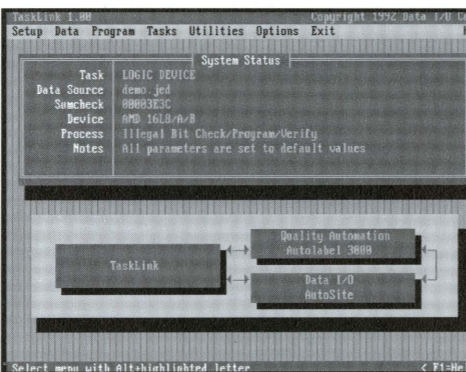 TaskLink 1.00 Copyright 1992 Data I/O
Setup Data Program Tasks Utilities Options Exit
System Status
Task LOGIC DEVICE
Data Source demo.jed
Sumcheck 00003E3C
Device AMD 16L8/A/B
Process Illegal Bit Check/Program/Verify
Notes All parameters are set to default values
Quality Automation
Autolabel 3000
TaskLink
Data I/O
AutoSite
Select menu with Alt+highlighted letter < F1=He